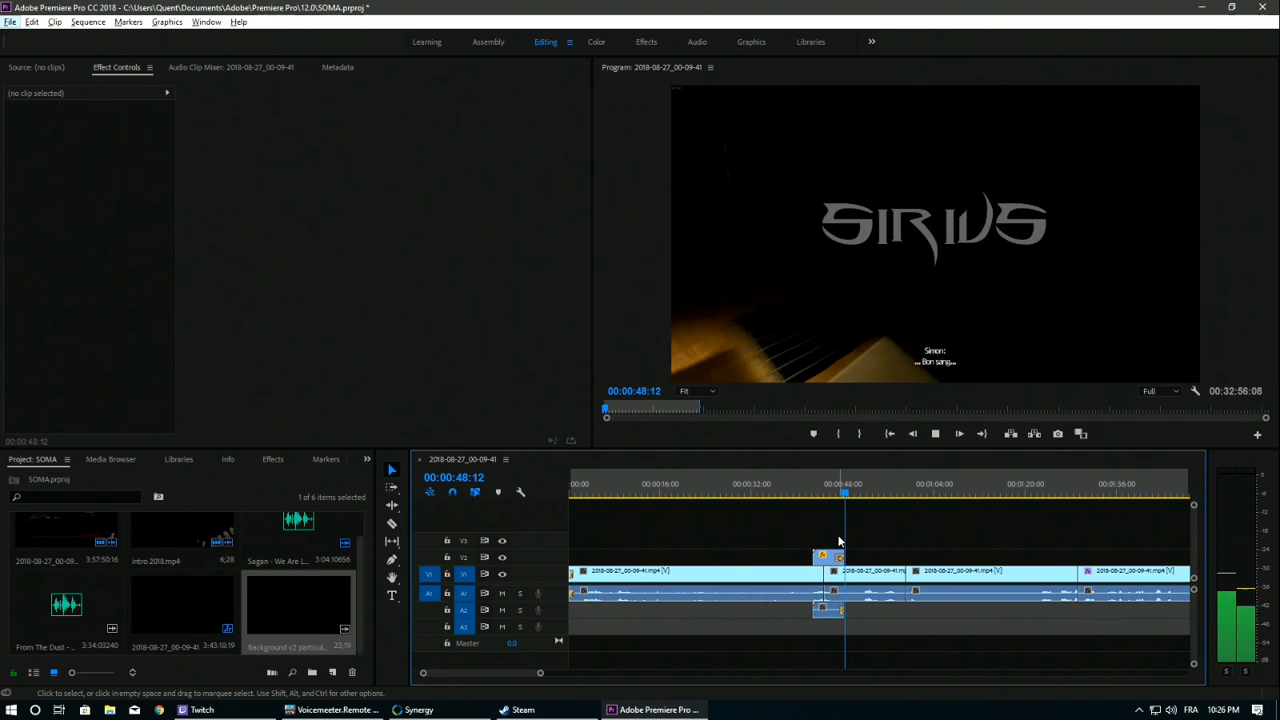 Adobe Premiere Pro CC 2018 - C:\Users\Quent\Documents\Adobe\Premiere Pro\12.0\SOMA.prproj *
File Edit Clip Sequence Markers Graphics Window Help
Learning Assembly Editing Color Effects Audio Graphics Libraries
Source: (no clips) Effect Controls Audio Clip Mixer: 2018-08-27_00-09-41 Metadata
Program: 2018-08-27_00-09-41
(no clip selected)
SIRIUS
Simon:
... Bon sang...
00:00:48:12 Fit Full 00:32:56:08
00:00:48:12
Project: SOMA Media Browser Libraries Info Effects Markers
SOMA.prproj
1 of 6 items selected
2018-08-27_00-09... 3:57:50:16
intro 2018.mp4 6;28
Sagan - We Are L... 3:04:10656
From The Dust - ... 3:34:03240
2018-08-27_00-09-41 3:43:18:19
Background v2 particul... 23;19
2018-08-27_00-09-41
00:00:48:12
:00:00 00:00:16:00 00:00:32:00 00:00:48:00 00:01:04:00 00:01:20:00 00:01:36:00
V3
V2
V1 V1
2018-08-27_00-09-41.mp4 [V] 2018-08-27_00-09-41.mp4 2018-08-27_00-09-41.mp4 [V] 2018-08-27_00-09-41.mp4 [V]
A1 A1 M S
A2 A2 M S
A3 A3 M S
Master 0.0
S S
Click to select, or click in empty space and drag to marquee select. Use Shift, Alt, and Ctrl for other options.
Twitch Voicemeeter.Remote ... Synergy Steam Adobe Premiere Pro ... FRA 10:26 PM